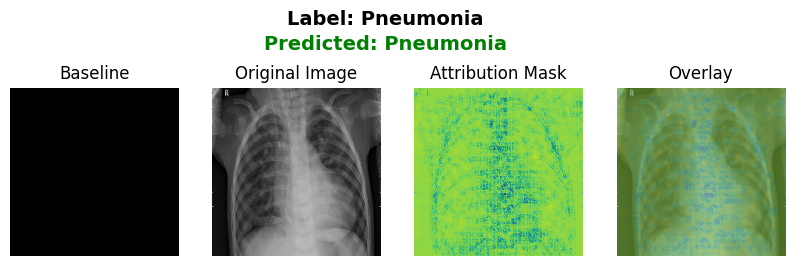 Label: Pneumonia
Predicted: Pneumonia
Baseline Original Image Attribution Mask Overlay
R R